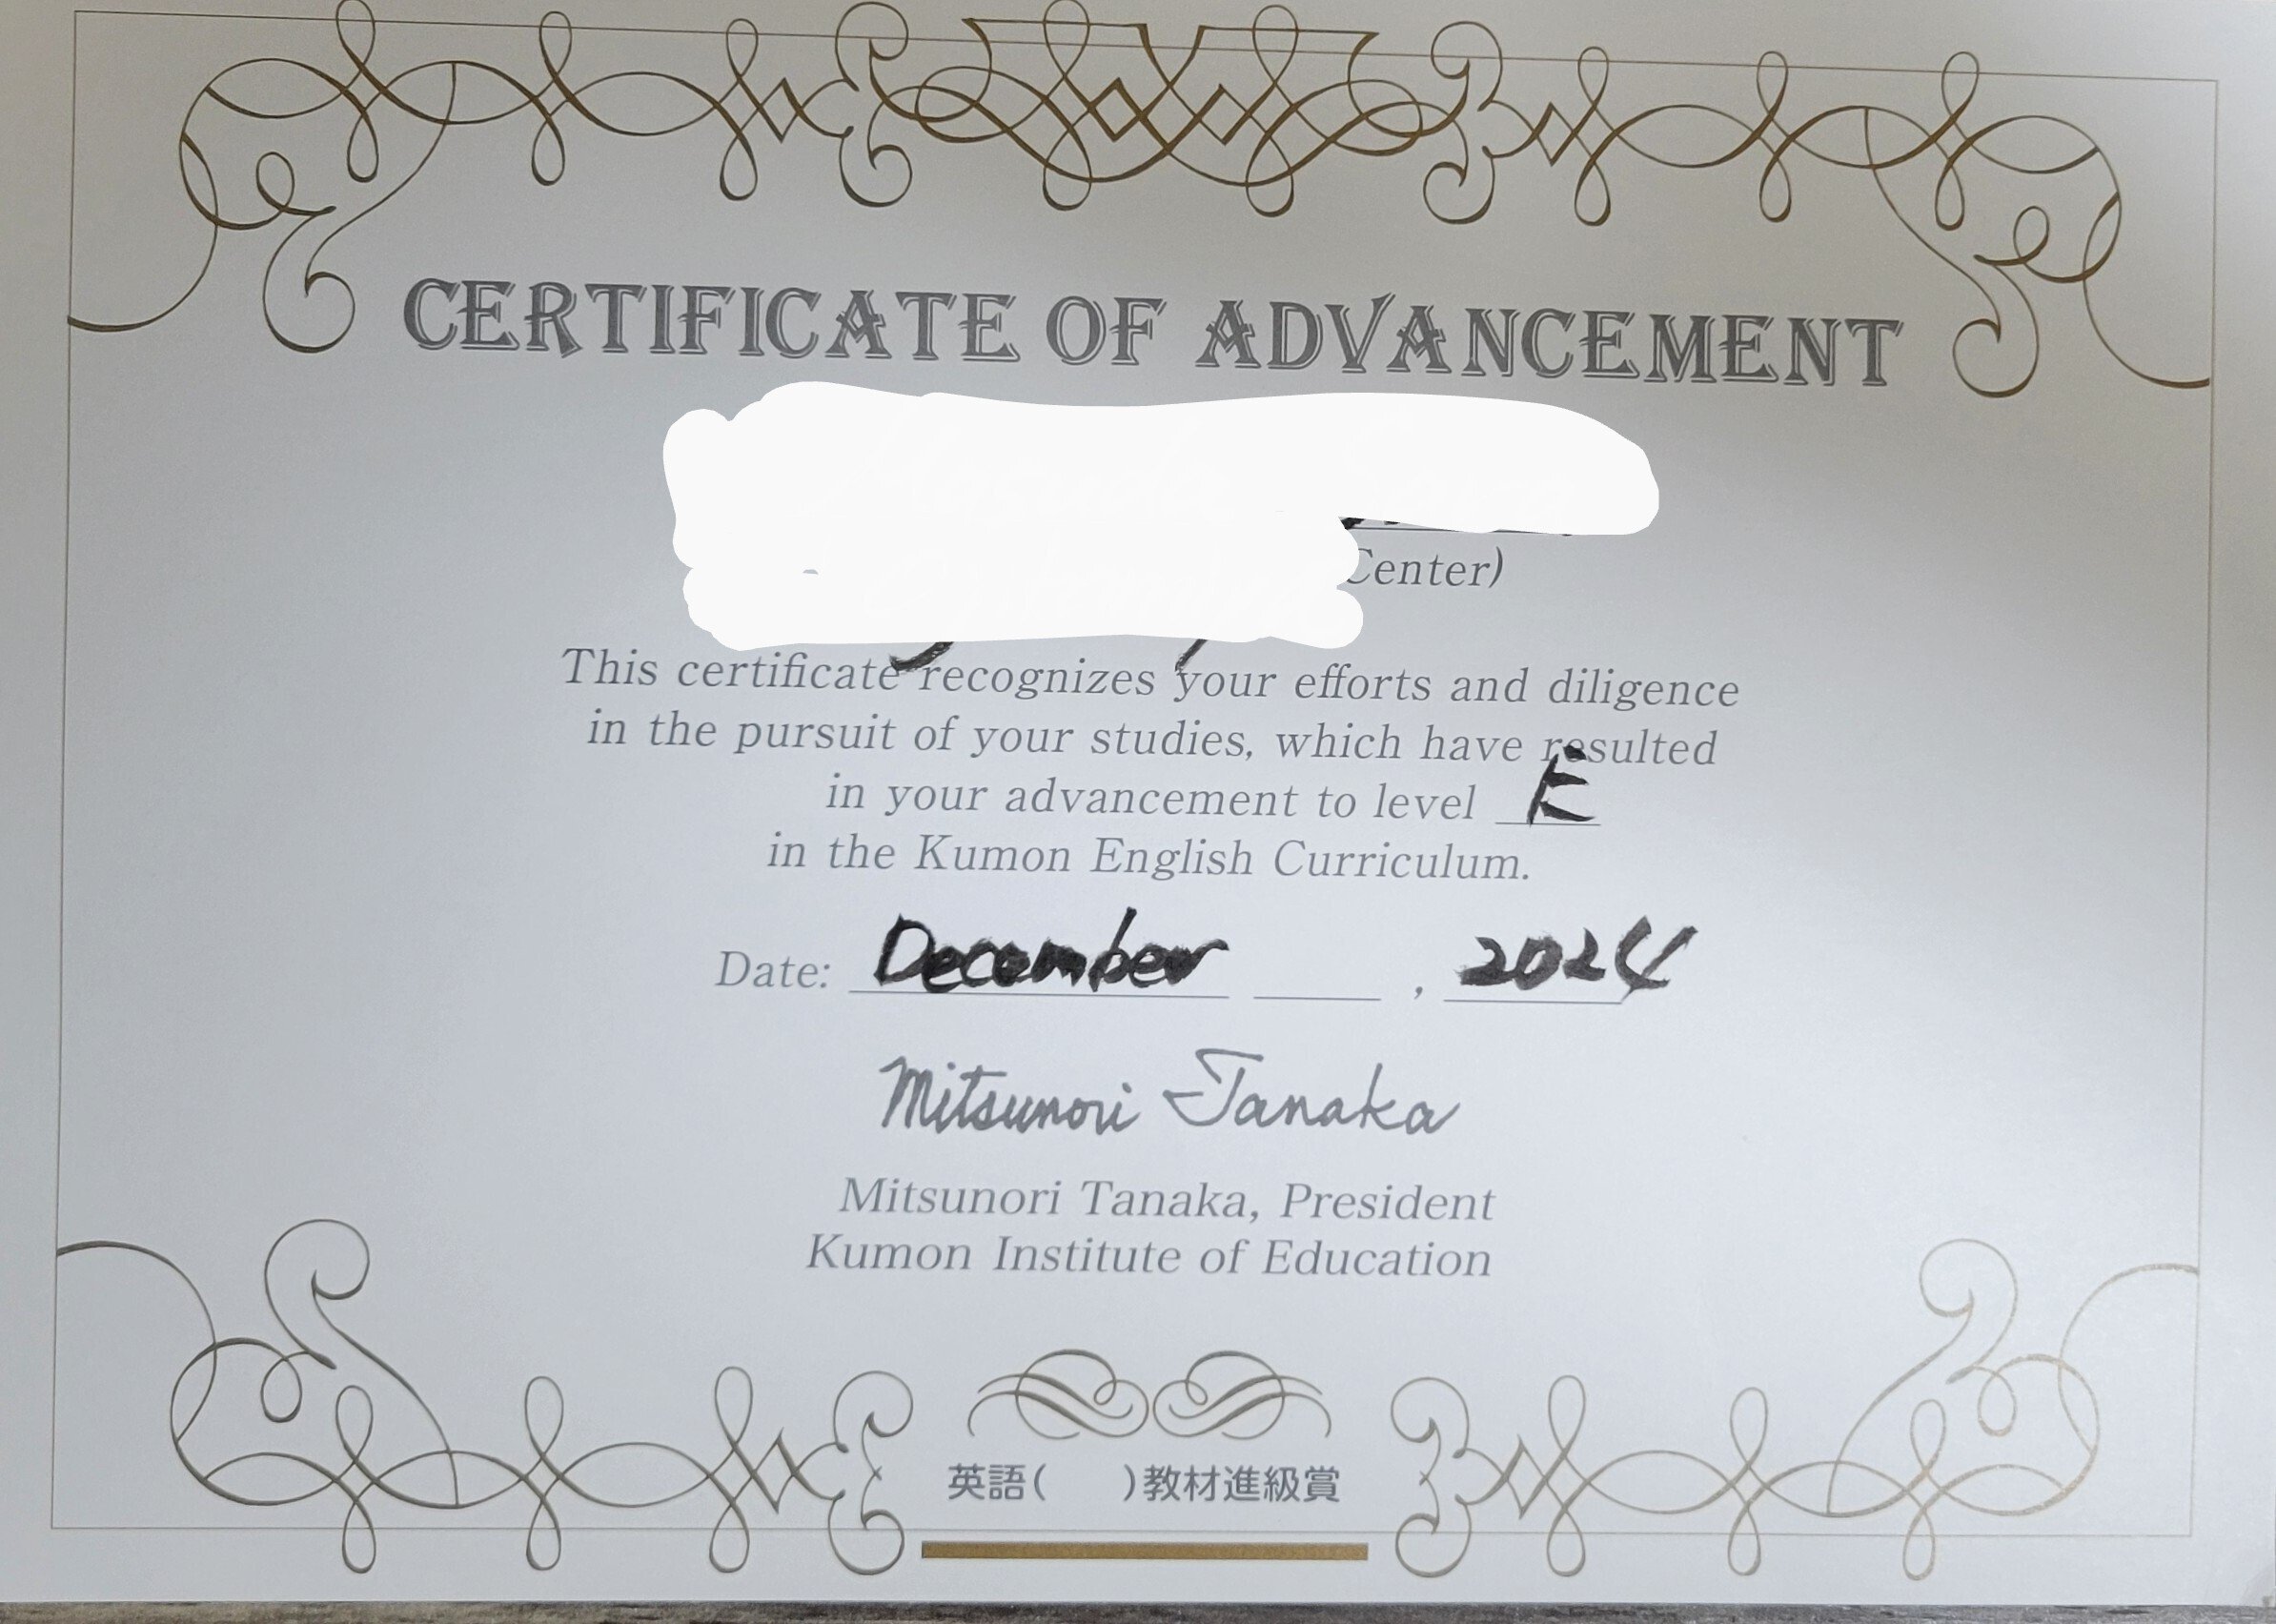 CERTIFICATE OF ADVANCEMENT
Center)
This certificate recognizes your efforts and diligence
in the pursuit of your studies, which have resulted
in your advancement to level E
in the Kumon English Curriculum.
Date: December , 2024
Mitsunori Tanaka
Mitsunori Tanaka, President
Kumon Institute of Education
英語( )教材進級賞